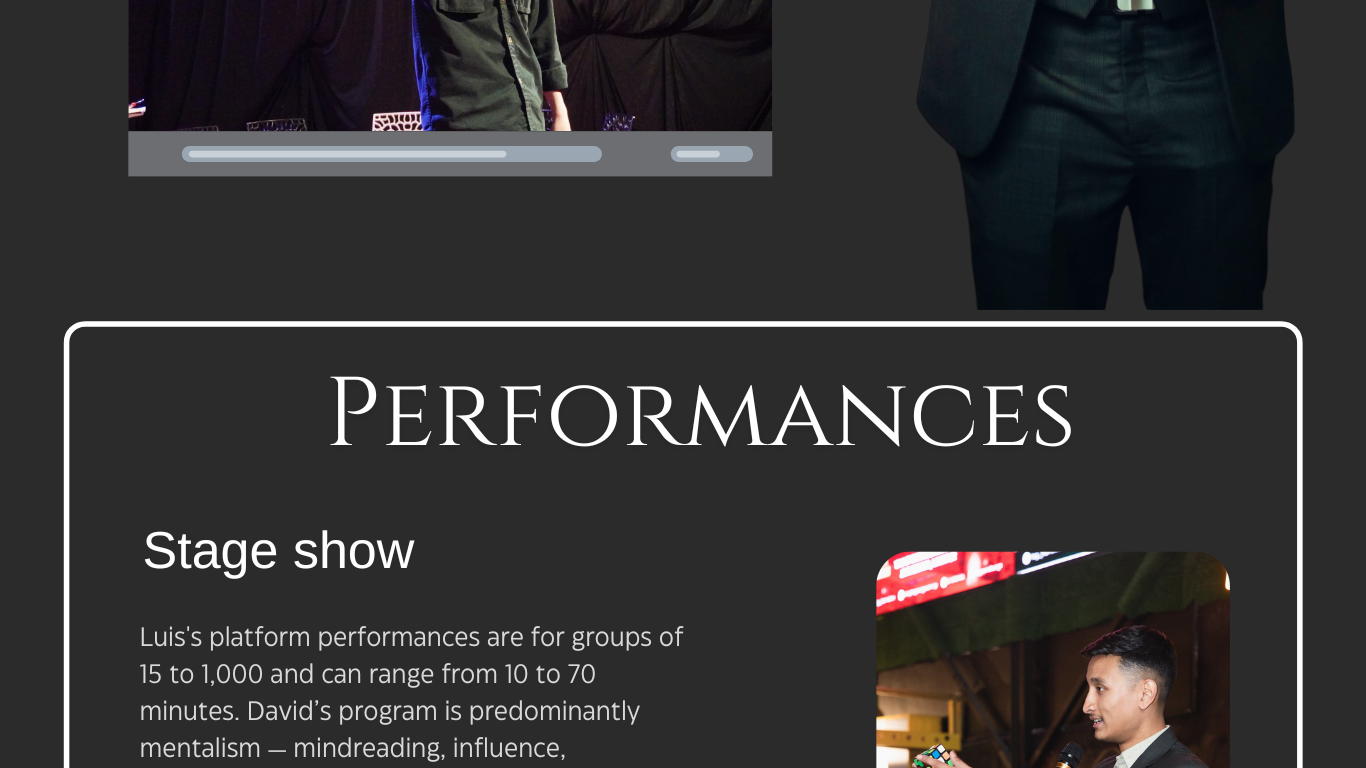 Performances
Stage show
Luis's platform performances are for groups of
15 to 1,000 and can range from 10 to 70
minutes. David’s program is predominantly
mentalism – mindreading, influence,